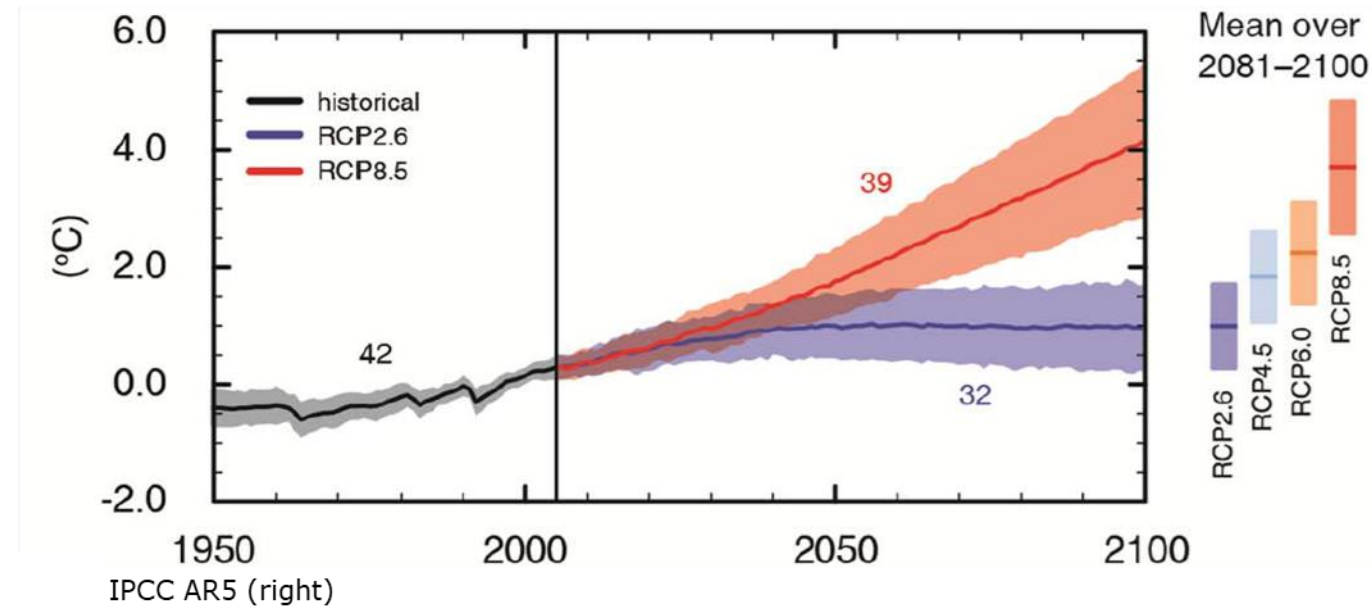 6.0
4.0
2.0
0.0
-2.0
(°C)
historical
RCP2.6
RCP8.5
42
39
32
1950
2000
2050
2100
Mean over
2081–2100
RCP2.6
RCP4.5
RCP6.0
RCP8.5
IPCC AR5 (right)